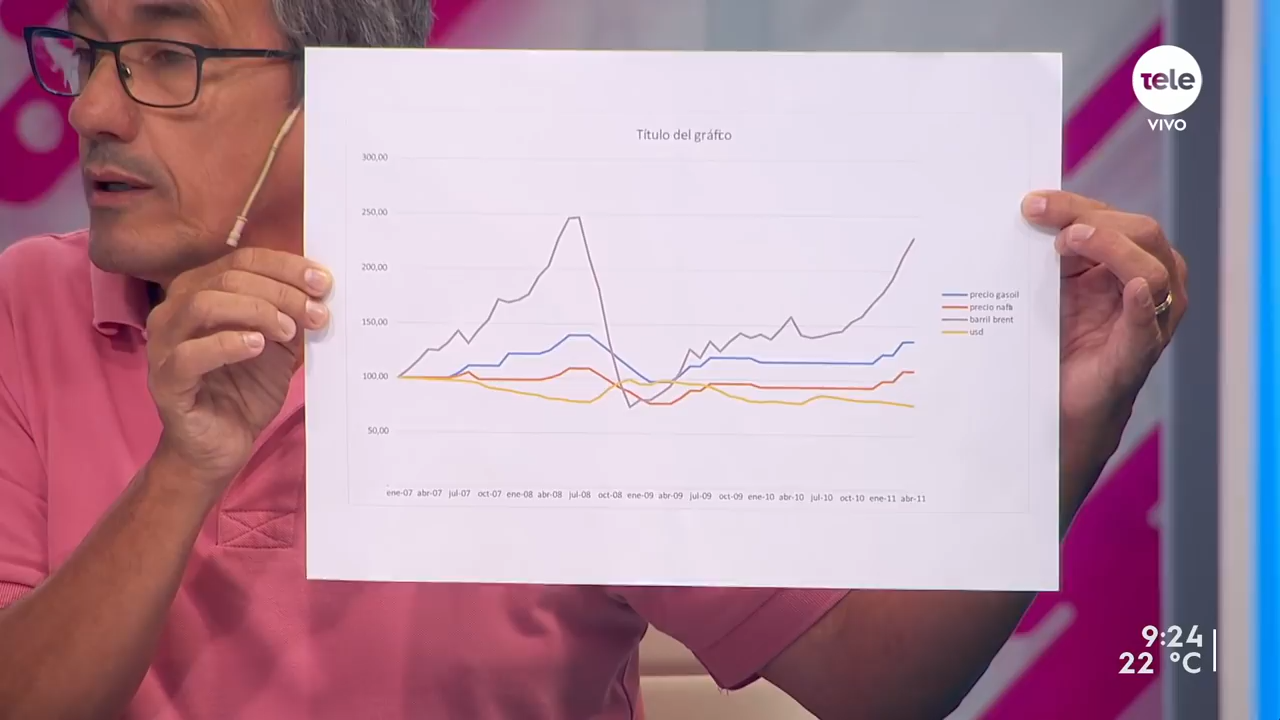 tele
VIVO
Título del gráfco
300,00
250,00
200,00
150,00
100,00
50,00
precio gasoil
precio nafta
barril brent
usd
ene-07 abr-07 jul-07 oct-07 ene-08 abr-08 jul-08 oct-08 ene-09 abr-09 jul-09 oct-09 ene-10 abr-10 jul-10 oct-10 ene-11 abr-11
9:24
22 °C